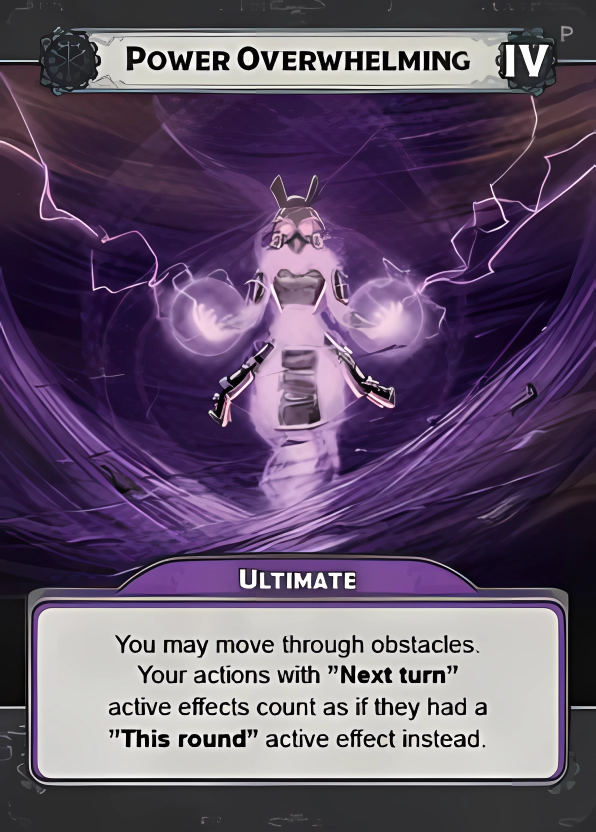 Power Overwhelming
IV
P
Ultimate
You may move through obstacles.
Your actions with ”Next turn”
active effects count as if they had a
”This round” active effect instead.